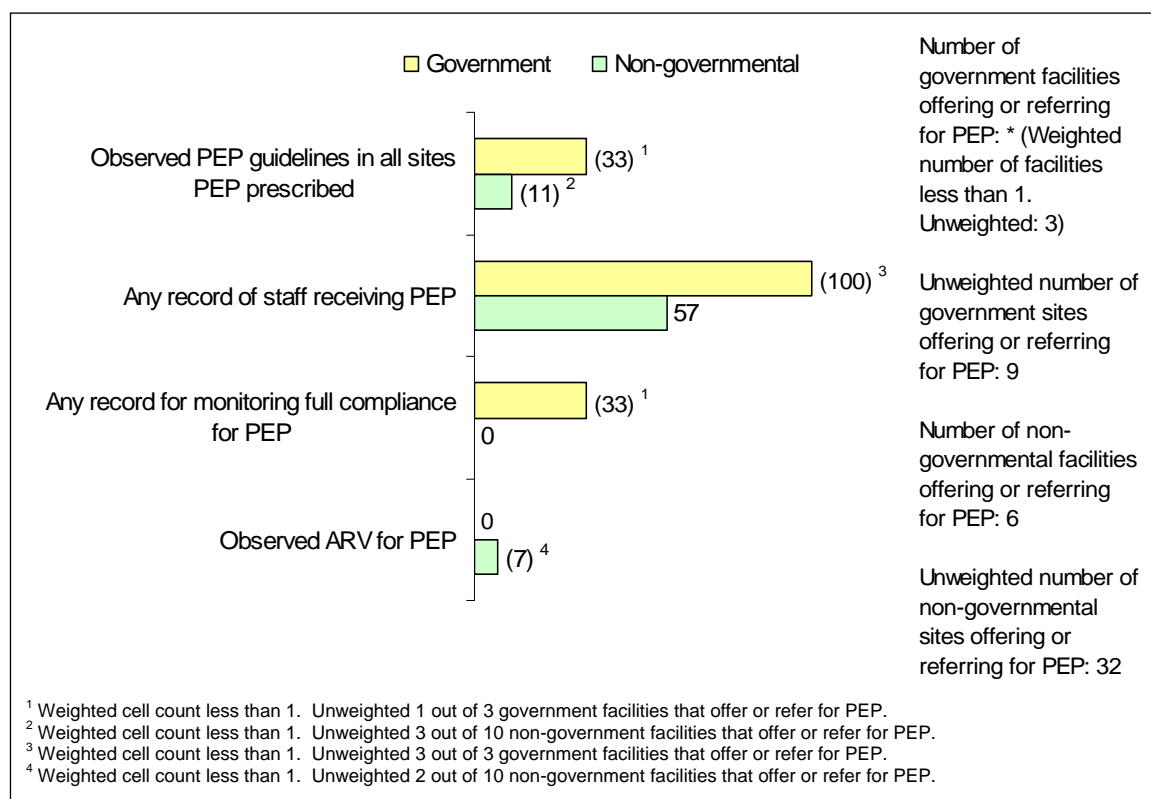 Government
Non-governmental
Observed PEP guidelines in all sites
PEP prescribed
(33) 1
(11) 2
Any record of staff receiving PEP
(100) 3
57
Any record for monitoring full compliance
for PEP
(33) 1
0
Observed ARV for PEP
0
(7) 4
Number of
government facilities
offering or referring
for PEP: * (Weighted
number of facilities
less than 1.
Unweighted: 3)
Unweighted number of
government sites
offering or referring
for PEP: 9
Number of non-
governmental facilities
offering or referring
for PEP: 6
Unweighted number of
non-governmental
sites offering or
referring for PEP: 32
1 Weighted cell count less than 1. Unweighted 1 out of 3 government facilities that offer or refer for PEP.
2 Weighted cell count less than 1. Unweighted 3 out of 10 non-government facilities that offer or refer for PEP.
3 Weighted cell count less than 1. Unweighted 3 out of 3 government facilities that offer or refer for PEP.
4 Weighted cell count less than 1. Unweighted 2 out of 10 non-government facilities that offer or refer for PEP.